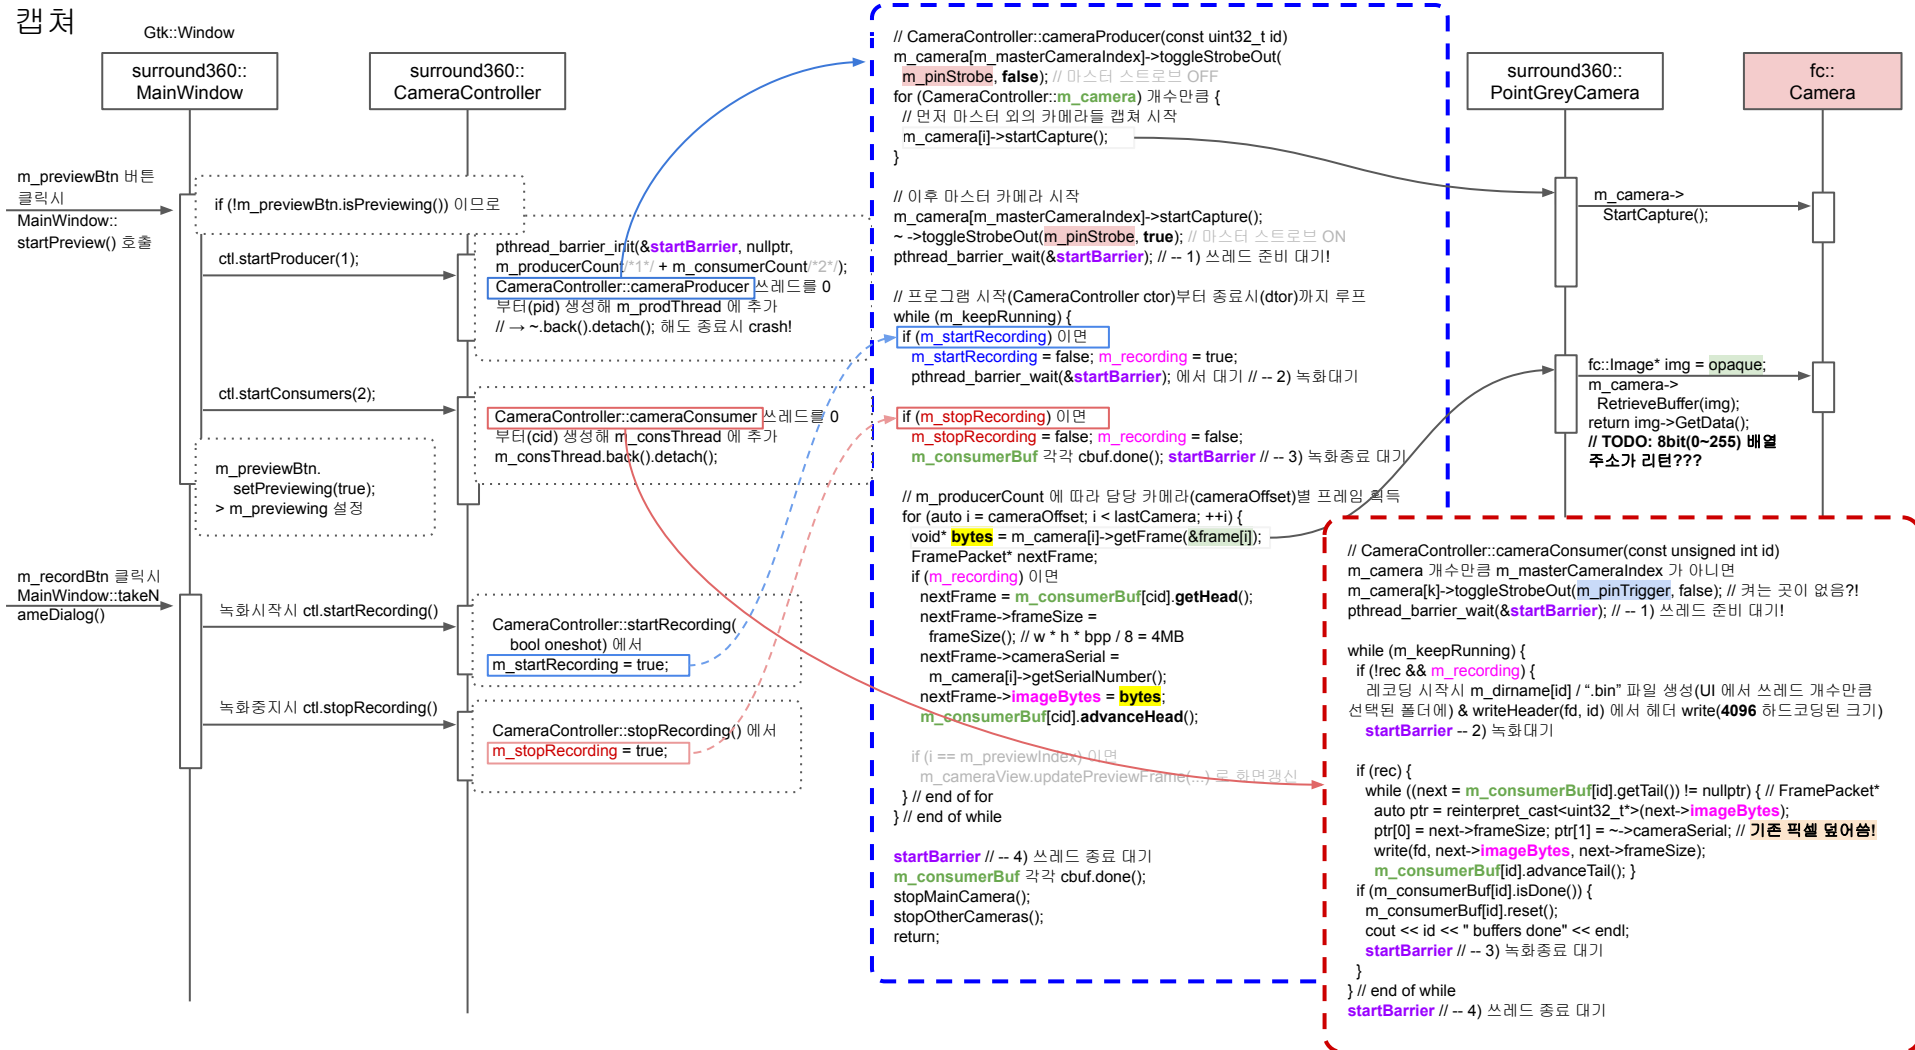 캡쳐
Gtk::Window
surround360::
MainWindow
surround360::
CameraController
m_previewBtn 버튼
클릭시
MainWindow::
startPreview() 호출
if (!m_previewBtn.isPreviewing()) 이므로
ctl.startProducer(1);
pthread_barrier_init(&startBarrier, nullptr,
m_producerCount/*1*/ + m_consumerCount/*2*/);
CameraController::cameraProducer 쓰레드를 0
부터(pid) 생성해 m_prodThread 에 추가
// → ~.back().detach(); 해도 종료시 crash!
ctl.startConsumers(2);
CameraController::cameraConsumer 쓰레드를 0
부터(cid) 생성해 m_consThread 에 추가
m_consThread.back().detach();
m_previewBtn.
setPreviewing(true);
> m_previewing 설정
m_recordBtn 클릭시
MainWindow::takeN
ameDialog()
녹화시작시 ctl.startRecording()
CameraController::startRecording(
bool oneshot) 에서
m_startRecording = true;
녹화중지시 ctl.stopRecording()
CameraController::stopRecording() 에서
m_stopRecording = true;
// CameraController::cameraProducer(const uint32_t id)
m_camera[m_masterCameraIndex]->toggleStrobeOut(
m_pinStrobe, false); // 마스터 스트로브 OFF
for (CameraController::m_camera) 개수만큼 {
// 먼저 마스터 외의 카메라들 캡쳐 시작
m_camera[i]->startCapture();
}
// 이후 마스터 카메라 시작
m_camera[m_masterCameraIndex]->startCapture();
~ ->toggleStrobeOut(m_pinStrobe, true); // 마스터 스트로브 ON
pthread_barrier_wait(&startBarrier); // -- 1) 쓰레드 준비 대기!
// 프로그램 시작(CameraController ctor)부터 종료시(dtor)까지 루프
while (m_keepRunning) {
if (m_startRecording) 이면
m_startRecording = false; m_recording = true;
pthread_barrier_wait(&startBarrier); 에서 대기 // -- 2) 녹화대기
if (m_stopRecording) 이면
m_stopRecording = false; m_recording = false;
m_consumerBuf 각각 cbuf.done(); startBarrier // -- 3) 녹화종료 대기
// m_producerCount 에 따라 담당 카메라(cameraOffset)별 프레임 획득
for (auto i = cameraOffset; i < lastCamera; ++i) {
void* bytes = m_camera[i]->getFrame(&frame[i]);
FramePacket* nextFrame;
if (m_recording) 이면
nextFrame = m_consumerBuf[cid].getHead();
nextFrame->frameSize =
frameSize(); // w * h * bpp / 8 = 4MB
nextFrame->cameraSerial =
m_camera[i]->getSerialNumber();
nextFrame->imageBytes = bytes;
m_consumerBuf[cid].advanceHead();
if (i == m_previewIndex) 이면
m_cameraView.updatePreviewFrame(...) 로 화면갱신
} // end of for
} // end of while
startBarrier // -- 4) 쓰레드 종료 대기
m_consumerBuf 각각 cbuf.done();
stopMainCamera();
stopOtherCameras();
return;
surround360::
PointGreyCamera
fc::
Camera
m_camera->
StartCapture();
fc::Image* img = opaque;
m_camera->
RetrieveBuffer(img);
return img->GetData();
// TODO: 8bit(0~255) 배열
주소가 리턴???
// CameraController::cameraConsumer(const unsigned int id)
m_camera 개수만큼 m_masterCameraIndex 가 아니면
m_camera[k]->toggleStrobeOut(m_pinTrigger, false); // 켜는 곳이 없음?!
pthread_barrier_wait(&startBarrier); // -- 1) 쓰레드 준비 대기!
while (m_keepRunning) {
if (!rec && m_recording) {
레코딩 시작시 m_dirname[id] / “.bin” 파일 생성(UI 에서 쓰레드 개수만큼
선택된 폴더에) & writeHeader(fd, id) 에서 헤더 write(4096 하드코딩된 크기)
startBarrier -- 2) 녹화대기
if (rec) {
while ((next = m_consumerBuf[id].getTail()) != nullptr) { // FramePacket*
auto ptr = reinterpret_cast<uint32_t*>(next->imageBytes);
ptr[0] = next->frameSize; ptr[1] = ~->cameraSerial; // 기존 픽셀 덮어씀!
write(fd, next->imageBytes, next->frameSize);
m_consumerBuf[id].advanceTail(); }
if (m_consumerBuf[id].isDone()) {
m_consumerBuf[id].reset();
cout << id << " buffers done" << endl;
startBarrier // -- 3) 녹화종료 대기
}
} // end of while
startBarrier // -- 4) 쓰레드 종료 대기